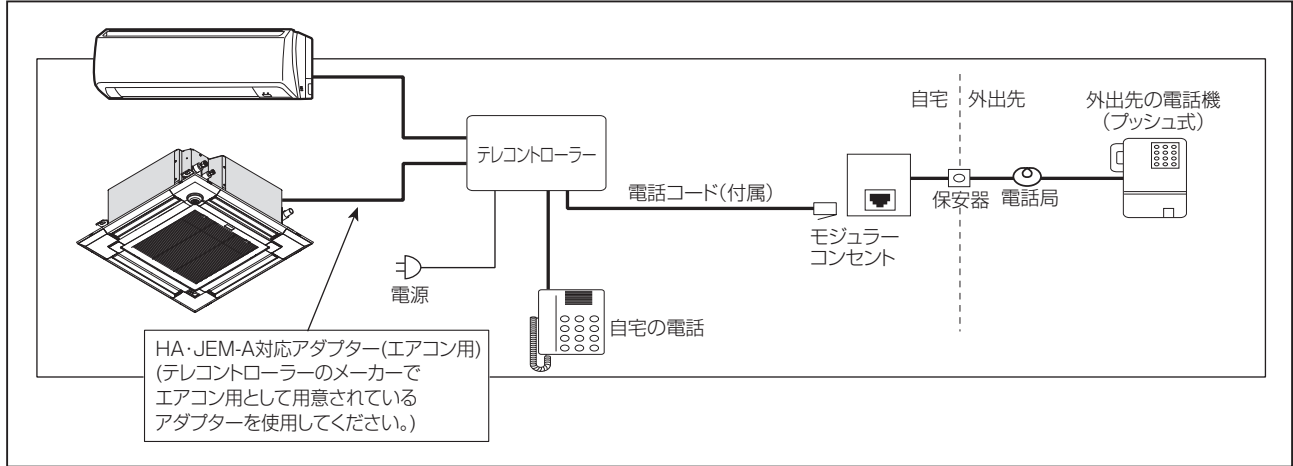 自宅
外出先
外出先の電話機
(プッシュ式)
テレコントローラー
電話コード(付属)
保安器
電話局
モジュラー
コンセント
電源
自宅の電話
HA・JEM-A対応アダプター(エアコン用)
(テレコントローラーのメーカーで
エアコン用として用意されている
アダプターを使用してください。)